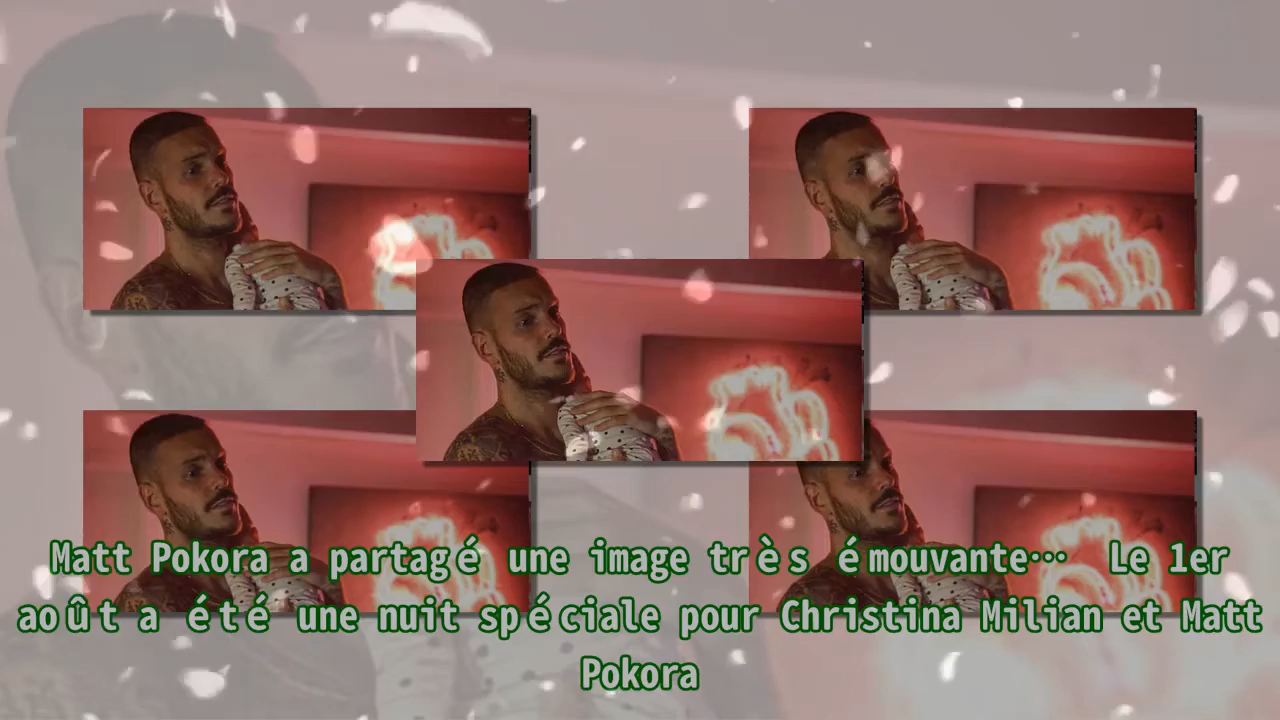 Matt Pokora a partagé une image très émouvante… Le 1er
août a été une nuit spéciale pour Christina Milian et Matt
Pokora